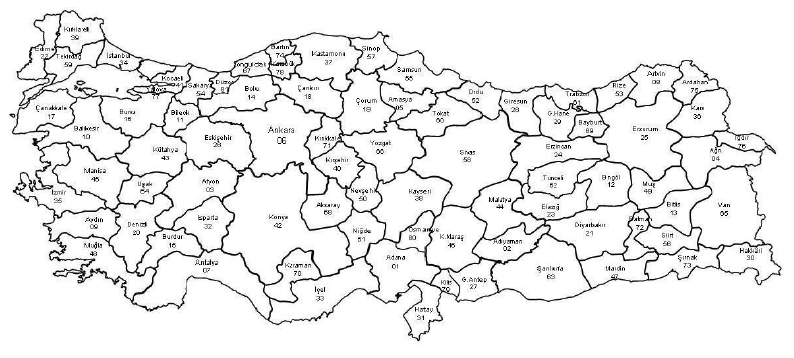 Kırklareli
39
Edirne
22
Tekirdağ
59
İstanbul
34
Kocaeli
41
Yalova
77
Sakarya
54
Düzce
81
Zonguldak
67
Bartın
74
Karabük
78
Kastamonu
37
Sinop
57
Samsun
55
Bolu
14
Çankırı
18
Çorum
19
Amasya
05
Tokat
60
Ordu
52
Giresun
28
G.Hane
29
Trabzon
61
Bayburt
69
Rize
53
Artvin
08
Ardahan
75
Kars
36
Iğdır
76
Ağrı
04
Erzurum
25
Erzincan
24
Çanakkale
17
Balıkesir
10
Bursa
16
Bilecik
11
Kütahya
43
Eskişehir
26
Ankara
06
Kırıkkale
71
Kırşehir
40
Yozgat
66
Sivas
58
Tunceli
62
Bingöl
12
Muş
49
Bitlis
13
Van
65
Manisa
45
İzmir
35
Uşak
64
Afyon
03
Aydın
09
Denizli
20
Muğla
48
Burdur
15
Isparta
32
Antalya
07
Konya
42
Aksaray
68
Nevşehir
50
Niğde
51
Kayseri
38
Karaman
70
İçel
33
Adana
01
Osmaniye
80
K.Maraş
46
Malatya
44
Elazığ
23
Adıyaman
02
Diyarbakır
21
Batman
72
Siirt
56
Şırnak
73
Hakkâri
30
Mardin
47
Şanlıurfa
63
G.Antep
27
Kilis
79
Hatay
31